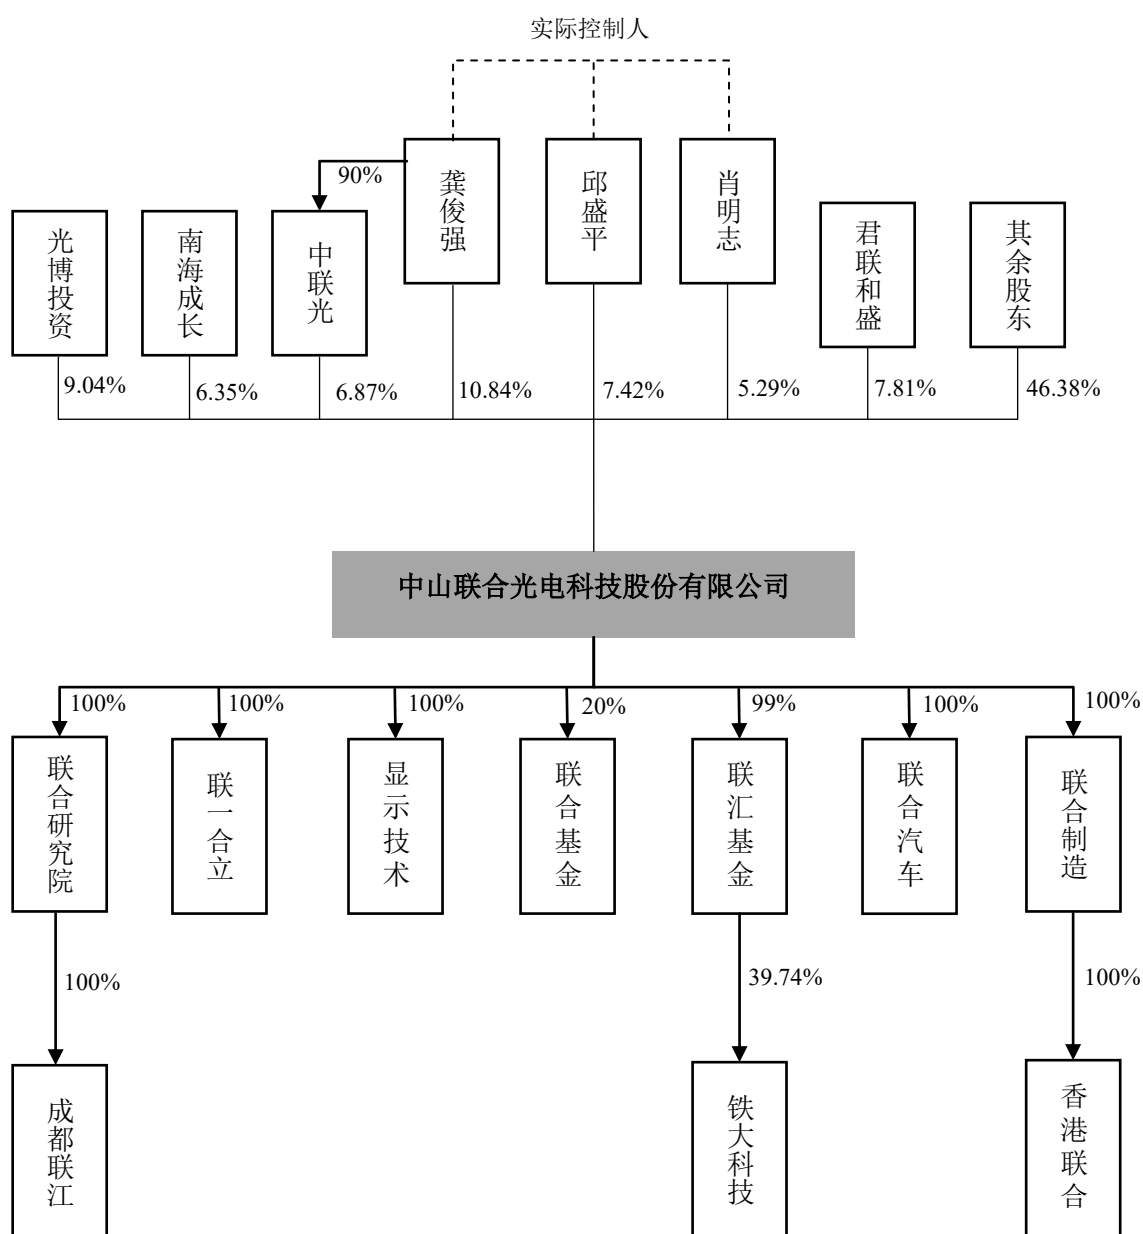 实际控制人
90%
龚俊强
邱盛平
肖明志
光博投资
南海成长
中联光
君联和盛
其余股东
9.04%
6.35%
6.87%
10.84%
7.42%
5.29%
7.81%
46.38%
中山联合光电科技股份有限公司
100%
100%
100%
20%
99%
100%
100%
联合研究院
联一合立
显示技术
联合基金
联汇基金
联合汽车
联合制造
100%
39.74%
100%
成都联江
铁大科技
香港联合